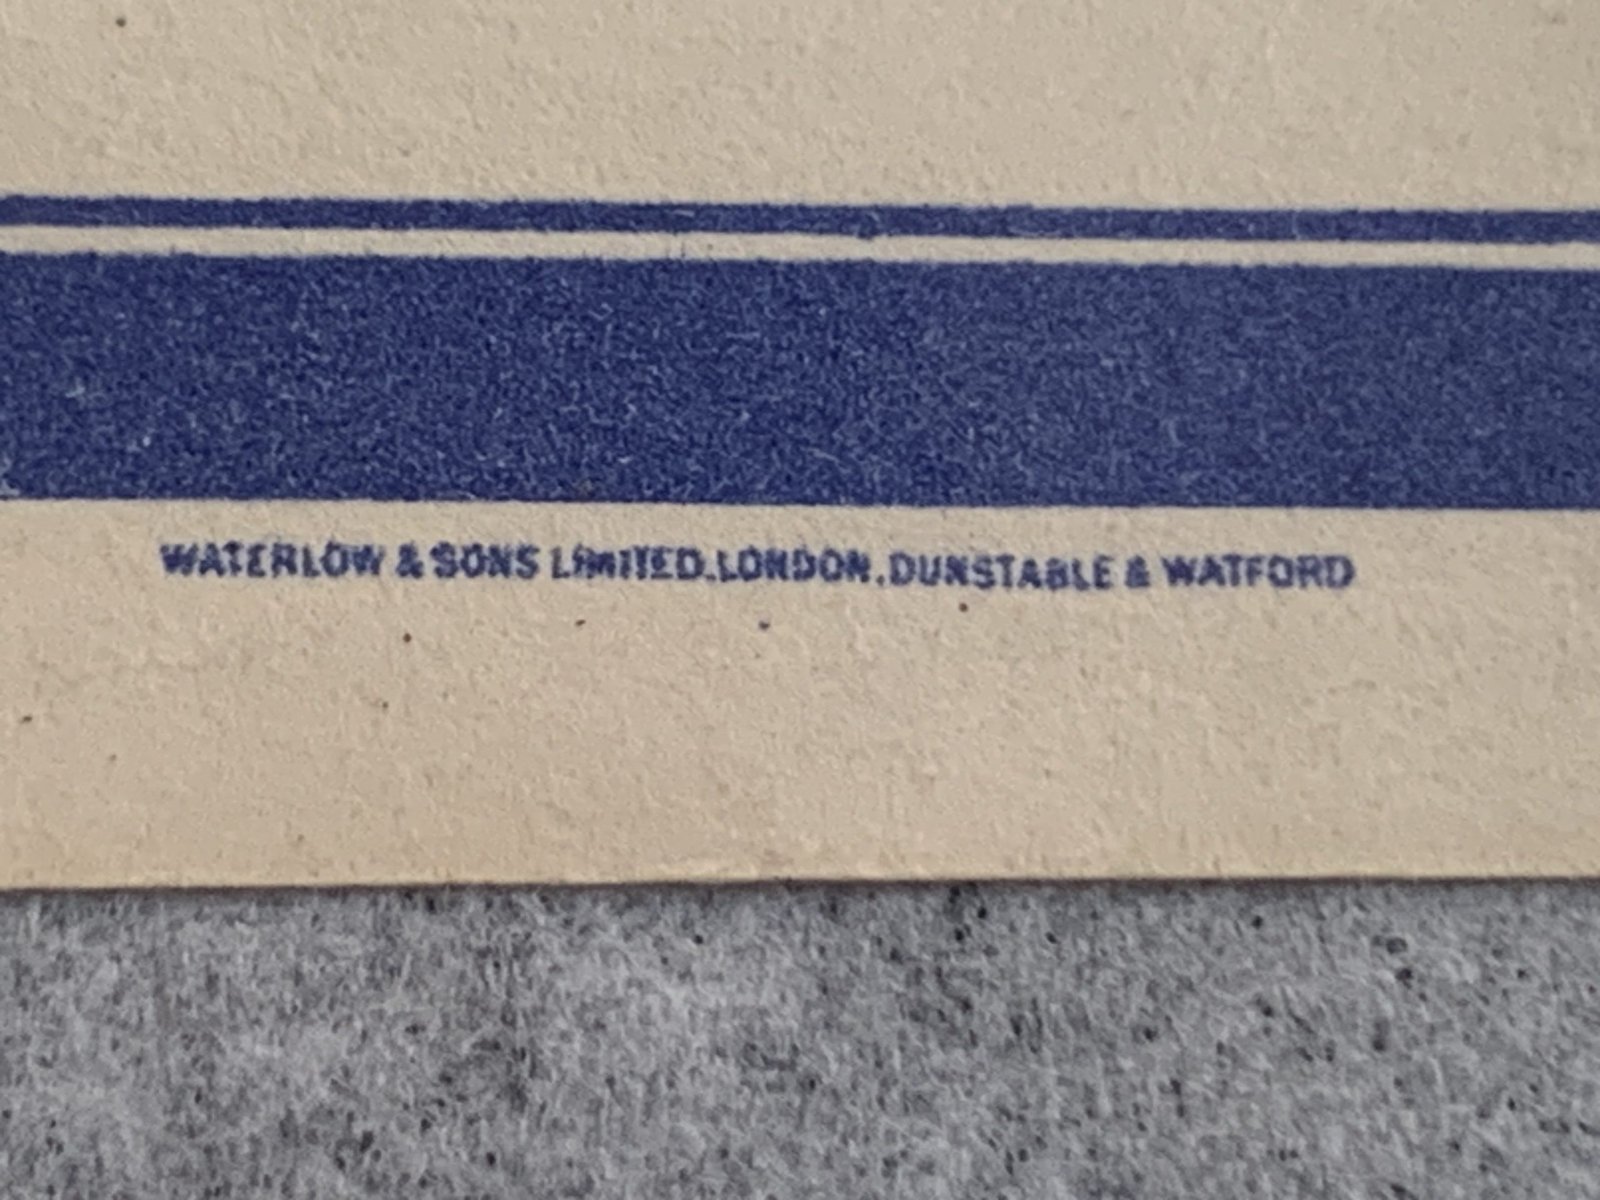 WATERLOW & SONS LIMITED. LONDON. DUNSTABLE & WATFORD